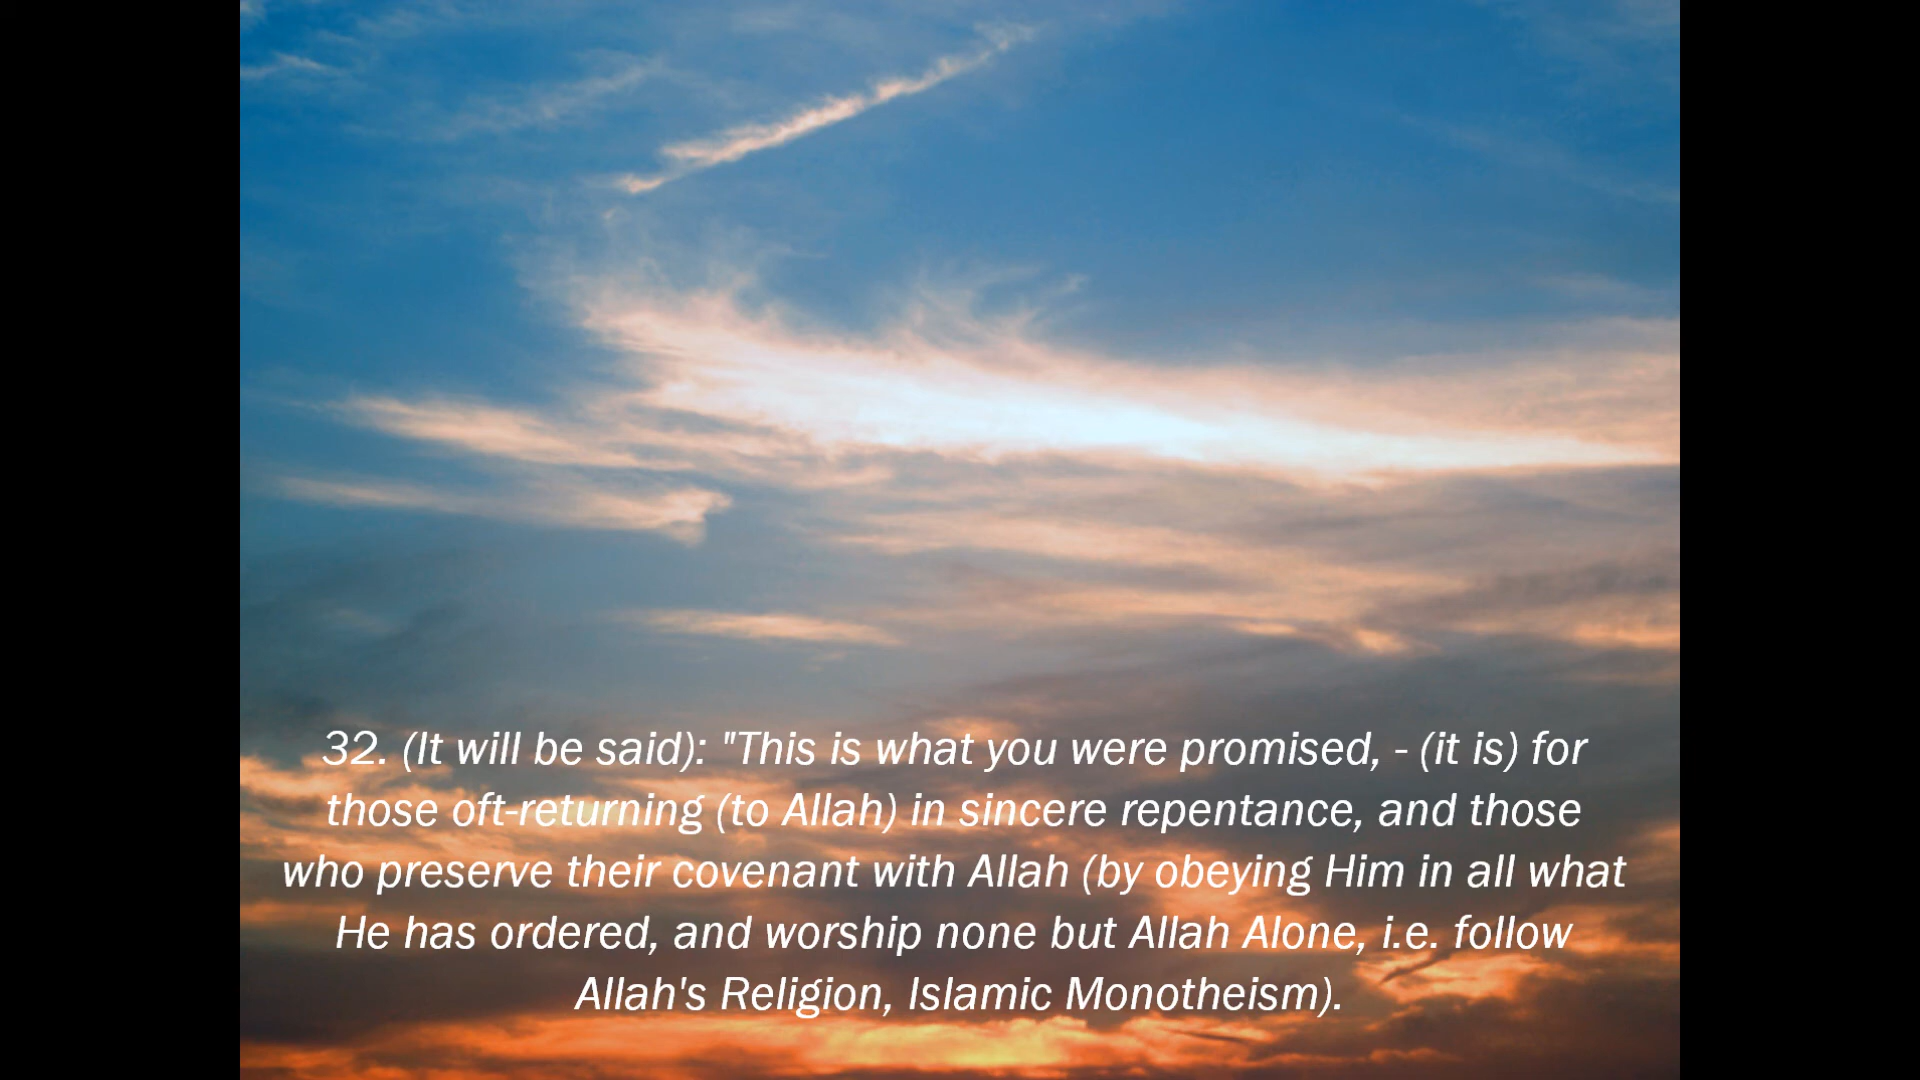 32. (It will be said): "This is what you were promised, - (it is) for
those oft-returning (to Allah) in sincere repentance, and those
who preserve their covenant with Allah (by obeying Him in all what
He has ordered, and worship none but Allah Alone, i.e. follow
Allah's Religion, Islamic Monotheism).